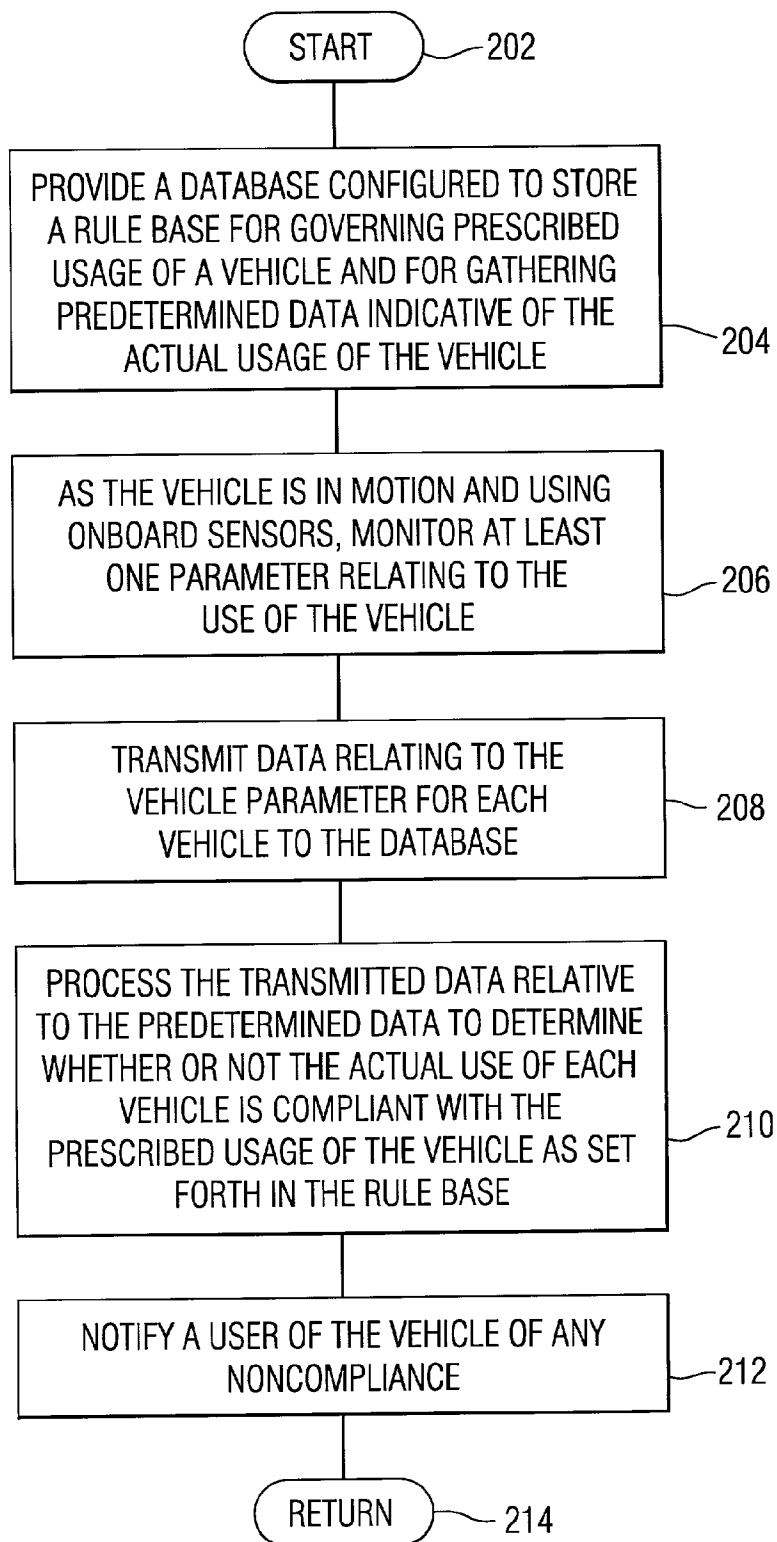 START
202
PROVIDE A DATABASE CONFIGURED TO STORE
A RULE BASE FOR GOVERNING PRESCRIBED
USAGE OF A VEHICLE AND FOR GATHERING
PREDETERMINED DATA INDICATIVE OF THE
ACTUAL USAGE OF THE VEHICLE
204
AS THE VEHICLE IS IN MOTION AND USING
ONBOARD SENSORS, MONITOR AT LEAST
ONE PARAMETER RELATING TO THE
USE OF THE VEHICLE
206
TRANSMIT DATA RELATING TO THE
VEHICLE PARAMETER FOR EACH
VEHICLE TO THE DATABASE
208
PROCESS THE TRANSMITTED DATA RELATIVE
TO THE PREDETERMINED DATA TO DETERMINE
WHETHER OR NOT THE ACTUAL USE OF EACH
VEHICLE IS COMPLIANT WITH THE
PRESCRIBED USAGE OF THE VEHICLE AS SET
FORTH IN THE RULE BASE
210
NOTIFY A USER OF THE VEHICLE OF ANY
NONCOMPLIANCE
212
RETURN
214